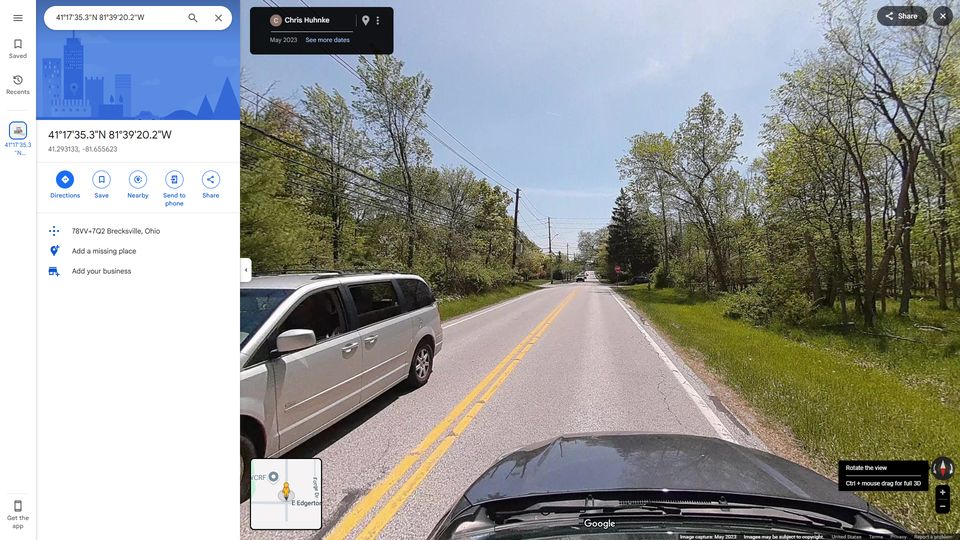 41°17'35.3"N 81°39'20.2"W
Saved
Recents
41°17'35.3
"N...
41°17'35.3"N 81°39'20.2"W
41.293133, -81.655623
Directions
Save
Nearby
Send to
phone
Share
78VV+7Q2 Brecksville, Ohio
Add a missing place
Add your business
Get the
app
C Chris Huhnke
May 2023 See more dates
Share
VCRF
Forge Dr
E Edgerton
Rotate the view
Ctrl + mouse drag for full 3D
Google
Image capture: May 2023 Images may be subject to copyright. United States Terms Privacy Report a problem